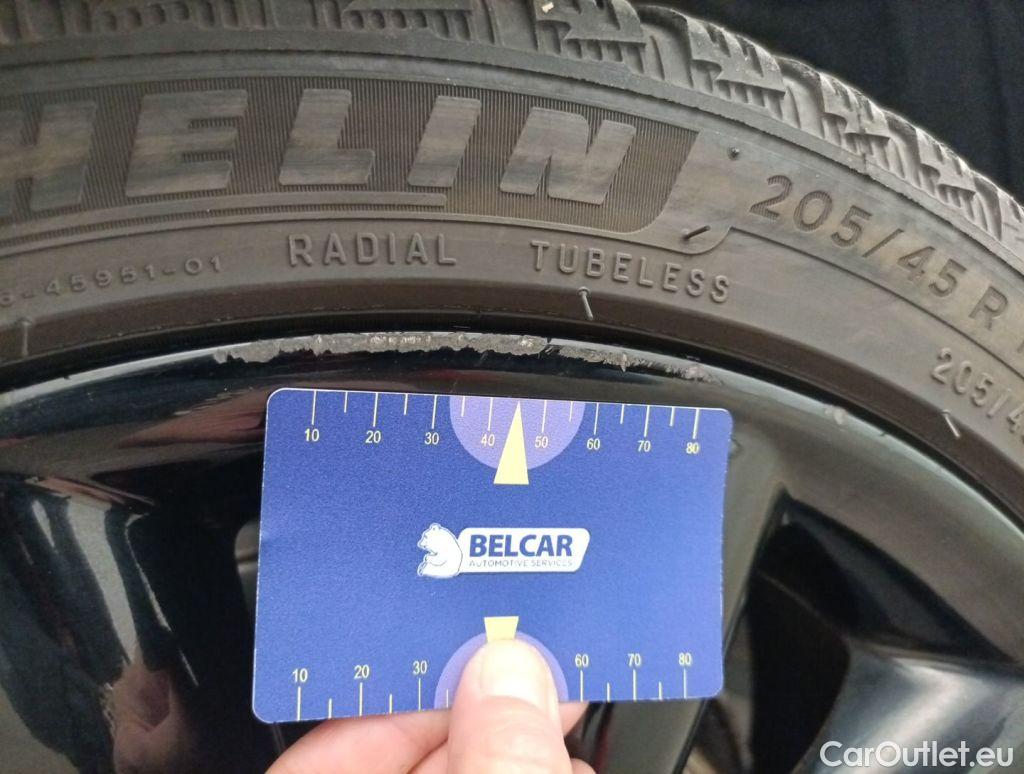 HELIN
205/45 R
RADIAL TUBELESS
-45951-01
205/4
10 20 30 40 50 60 70 80
BELCAR
AUTOMOTIVE SERVICES
10 20 30 60 70 80
CarOutlet.eu